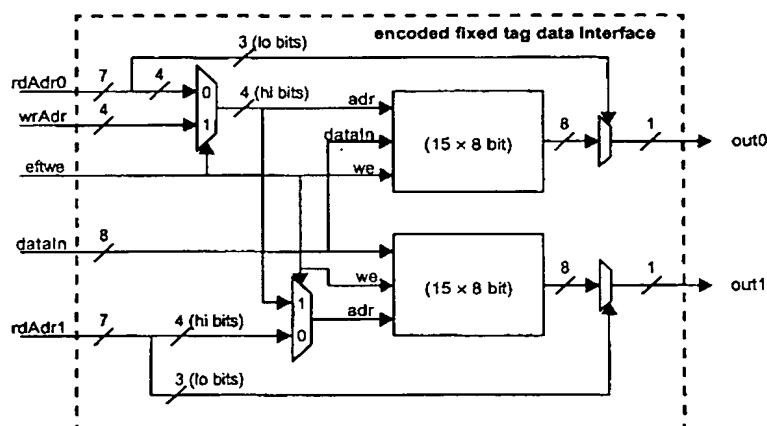 encoded fixed tag data interface
3 (lo bits)
rdAdr0
7
4
0
4 (hi bits)
adr
wrAdr
4
1
dataIn
(15 × 8 bit)
8
1
out0
eftwe
we
dataIn
8
we
(15 × 8 bit)
8
1
out1
1
adr
rdAdr1
7
4 (hi bits)
0
3 (lo bits)